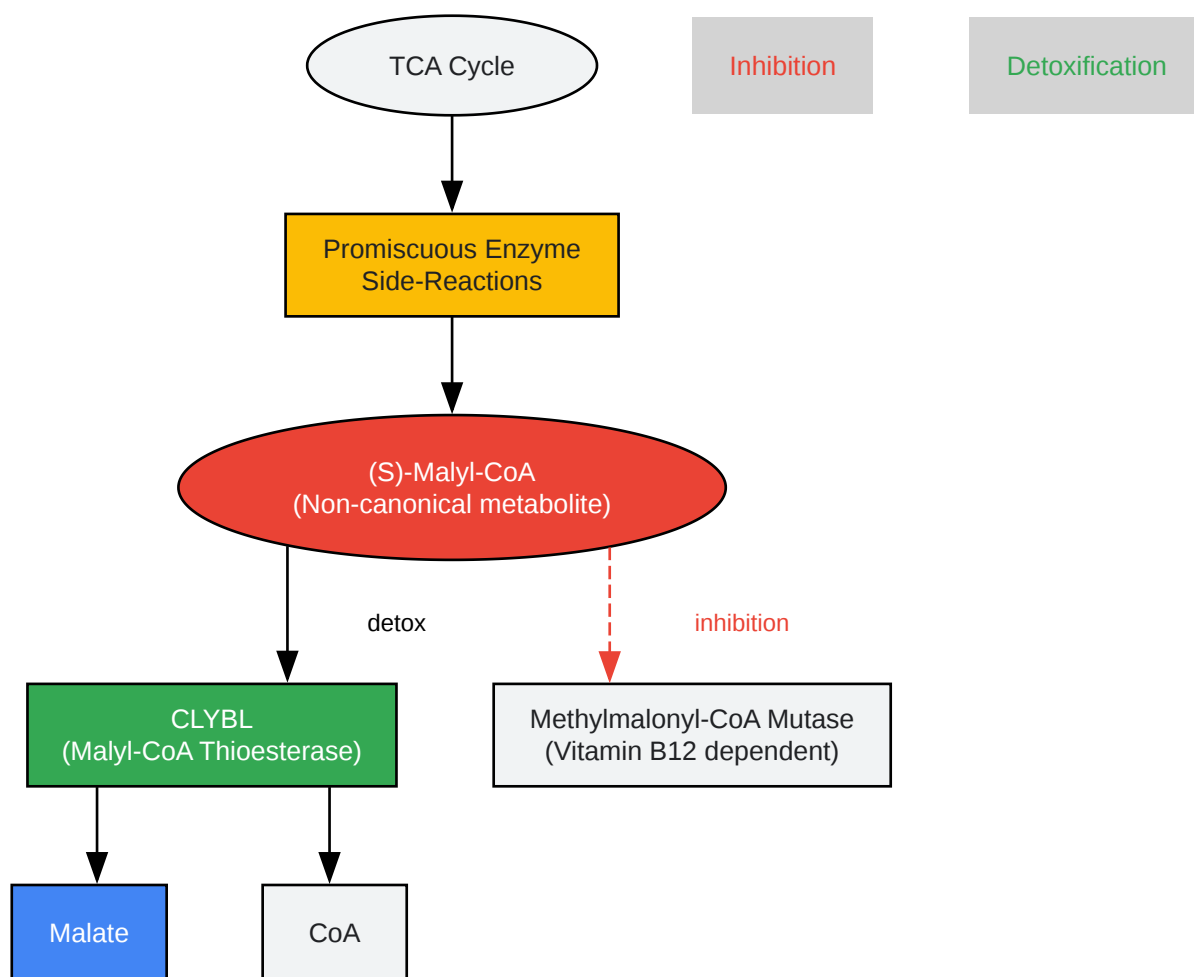 TCA Cycle
Inhibition
Detoxification
Promiscuous Enzyme
Side-Reactions
(S)-Malyl-CoA
(Non-canonical metabolite)
detox
inhibition
CLYBL
(Malyl-CoA Thioesterase)
Methylmalonyl-CoA Mutase
(Vitamin B12 dependent)
Malate
CoA